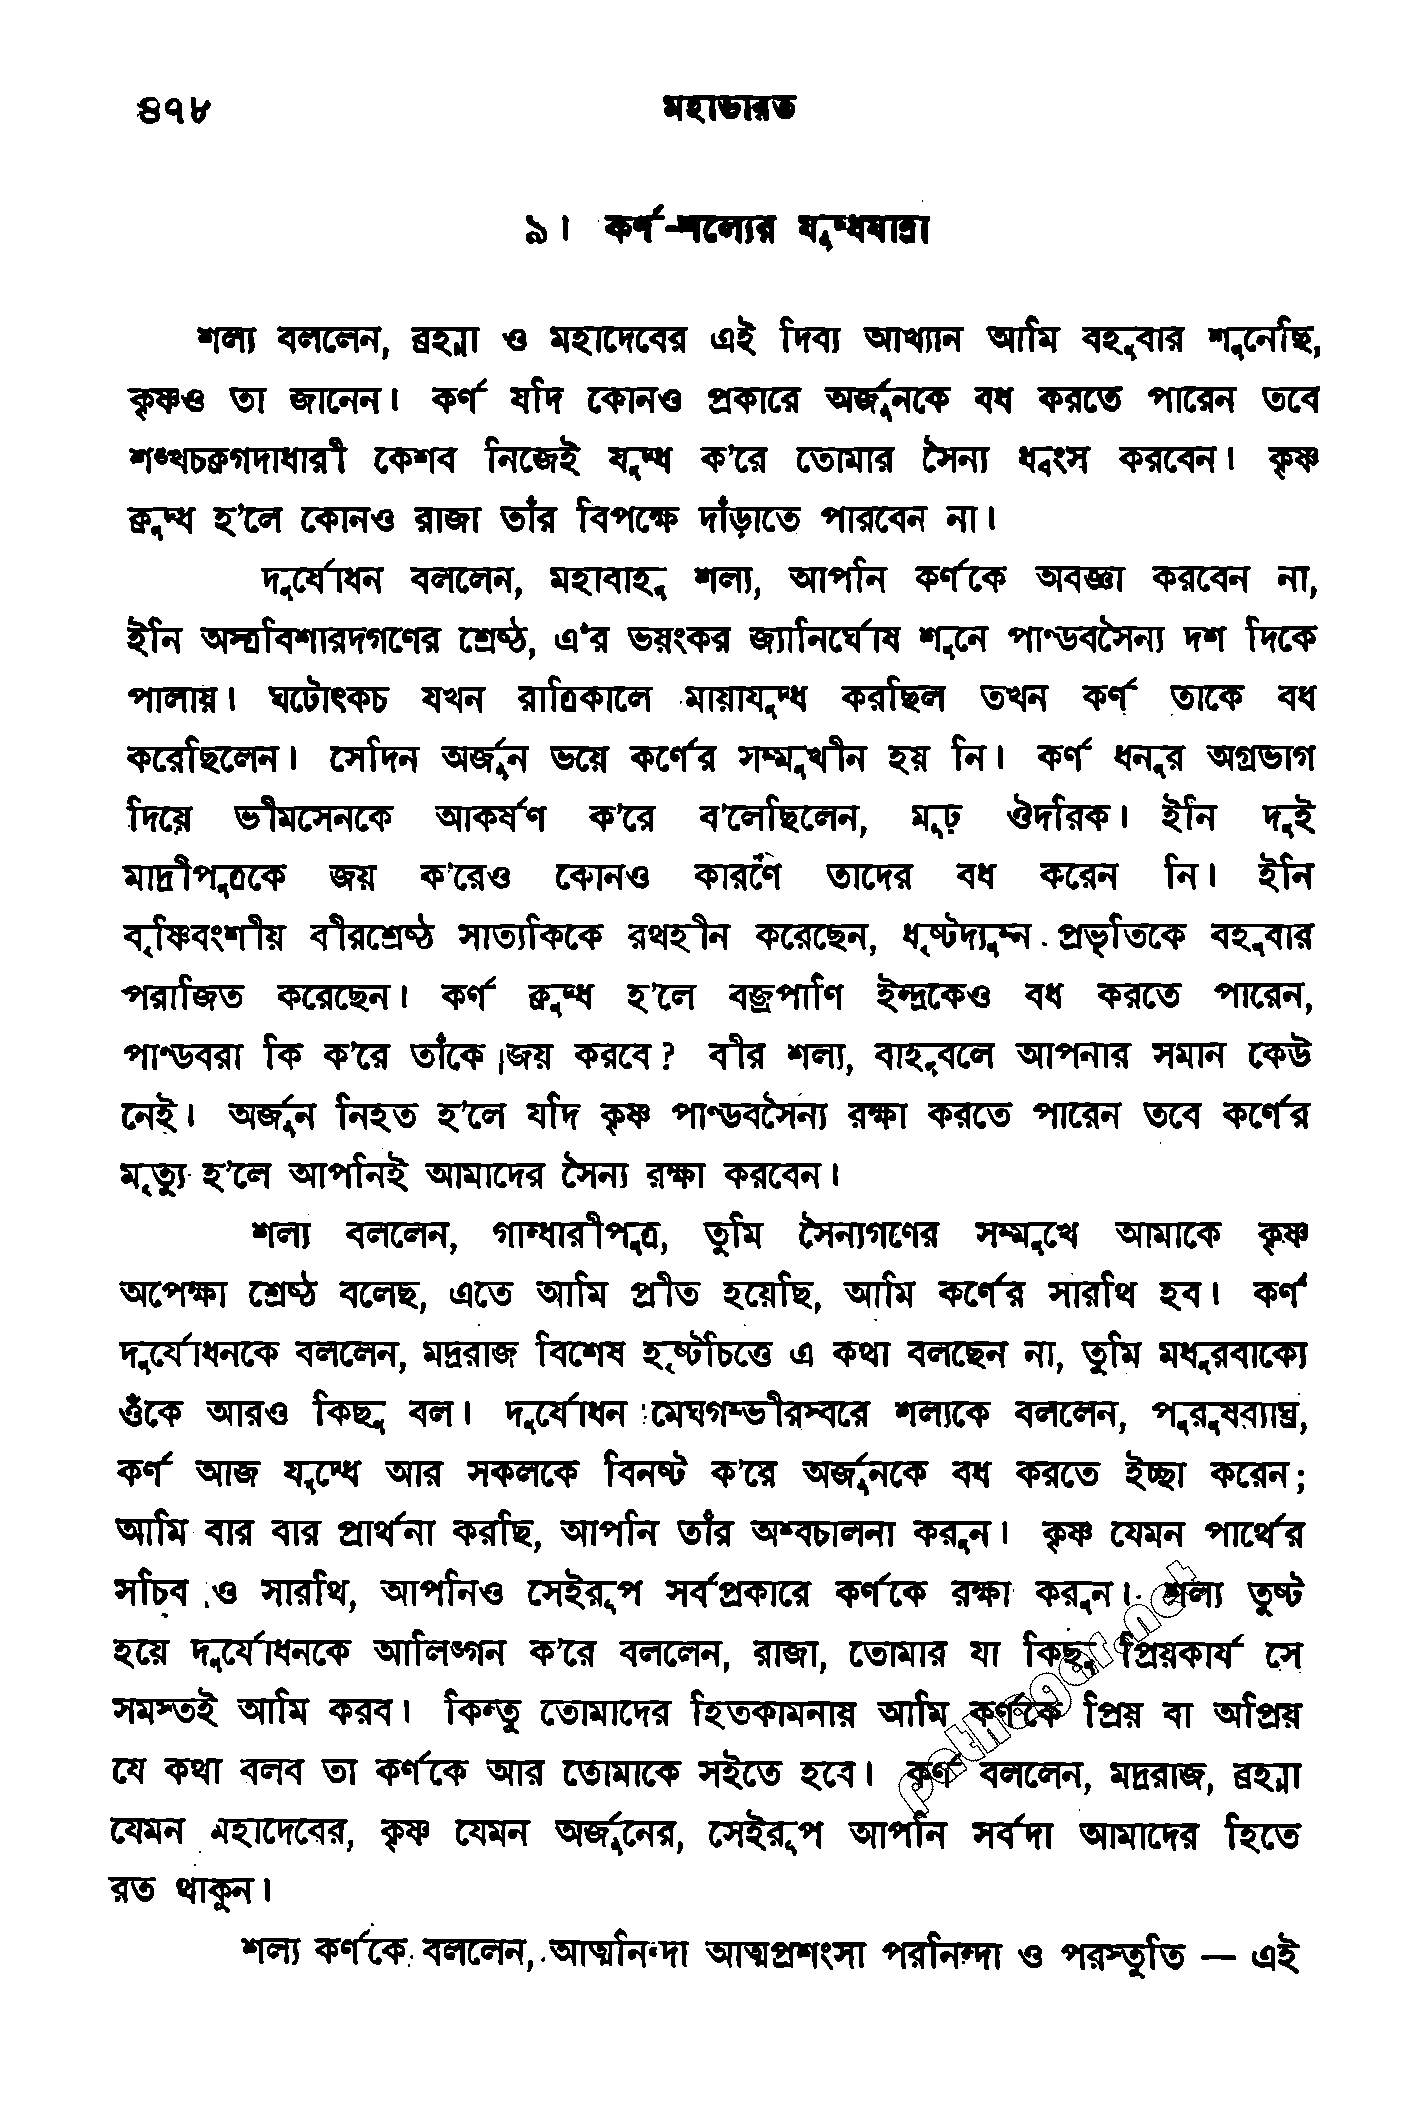 ৪৭৮
মহাভারত
৯। কর্ণ-শল্যের যুদ্ধযাত্রা
শল্য বললেন, ব্রহ্মা ও মহাদেবের এই দিব্য আখ্যান আমি বহুবার শুনেছি,
কৃষ্ণও তা জানেন। কর্ণ যদি কোনও প্রকারে অর্জুনকে বধ করতে পারেন তবে
শঙ্খচক্রগদাধারী কেশব নিজেই যুদ্ধ ক'রে তোমার সৈন্য ধ্বংস করবেন। কৃষ্ণ
ক্রুদ্ধ হ'লে কোনও রাজা তাঁর বিপক্ষে দাঁড়াতে পারবেন না।
দুর্যোধন বললেন, মহাবাহু শল্য, আপনি কর্ণকে অবজ্ঞা করবেন না,
ইনি অস্ত্রবিশারদগণের শ্রেষ্ঠ, এঁর ভয়ংকর জ্যানির্ঘোষ শুনে পাণ্ডবসৈন্য দশ দিকে
পালায়। ঘটোৎকচ যখন রাত্রিকালে মায়াযুদ্ধ করছিল তখন কর্ণ তাকে বধ
করেছিলেন। সেদিন অর্জুন ভয়ে কর্ণের সম্মুখীন হয় নি। কর্ণ ধনুর অগ্রভাগ
দিয়ে ভীমসেনকে আকর্ষণ ক'রে ব'লেছিলেন, মূঢ় ঔদরিক। ইনি দুই
মাদ্রীপুত্রকে জয় ক'রেও কোনও কারণে তাদের বধ করেন নি। ইনি
বৃষ্ণিবংশীয় বীরশ্রেষ্ঠ সাত্যকিকে রথহীন করেছেন, ধৃষ্টদ্যুম্ন প্রভৃতিকে বহুবার
পরাজিত করেছেন। কর্ণ ক্রুদ্ধ হ'লে বজ্রপাণি ইন্দ্রকেও বধ করতে পারেন,
পাণ্ডবরা কি ক'রে তাঁকে জয় করবে? বীর শল্য, বাহুবলে আপনার সমান কেউ
নেই। অর্জুন নিহত হ'লে যদি কৃষ্ণ পাণ্ডবসৈন্য রক্ষা করতে পারেন তবে কর্ণের
মৃত্যু হ'লে আপনিই আমাদের সৈন্য রক্ষা করবেন।
শল্য বললেন, গান্ধারীপুত্র, তুমি সৈন্যগণের সম্মুখে আমাকে কৃষ্ণ
অপেক্ষা শ্রেষ্ঠ বলেছ, এতে আমি প্রীত হয়েছি, আমি কর্ণের সারথি হব। কর্ণ
দুর্যোধনকে বললেন, মদ্ররাজ বিশেষ হৃষ্টচিত্তে এ কথা বলছেন না, তুমি মধুরবাক্যে
ওঁকে আরও কিছু বল। দুর্যোধন মেঘগম্ভীরস্বরে শল্যকে বললেন, পুরুষব্যাঘ্র,
কর্ণ আজ যুদ্ধে আর সকলকে বিনষ্ট ক'রে অর্জুনকে বধ করতে ইচ্ছা করেন;
আমি বার বার প্রার্থনা করছি, আপনি তাঁর অশ্বচালনা করুন। কৃষ্ণ যেমন পার্থের
সচিব ও সারথি, আপনিও সেইরূপ সর্বপ্রকারে কর্ণকে রক্ষা করুন। শল্য তুষ্ট
হয়ে দুর্যোধনকে আলিঙ্গন ক'রে বললেন, রাজা, তোমার যা কিছু প্রিয়কার্য সে
সমস্তই আমি করব। কিন্তু তোমাদের হিতকামনায় আমি কর্ণকে প্রিয় বা অপ্রিয়
যে কথা বলব তা কর্ণকে আর তোমাকে সইতে হবে। কর্ণ বললেন, মদ্ররাজ, ব্রহ্মা
যেমন মহাদেবের, কৃষ্ণ যেমন অর্জুনের, সেইরূপ আপনি সর্বদা আমাদের হিতে
রত থাকুন।
শল্য কর্ণকে বললেন, আত্মনিন্দা আত্মপ্রশংসা পরনিন্দা ও পরস্তুতি — এই
pathagar.net